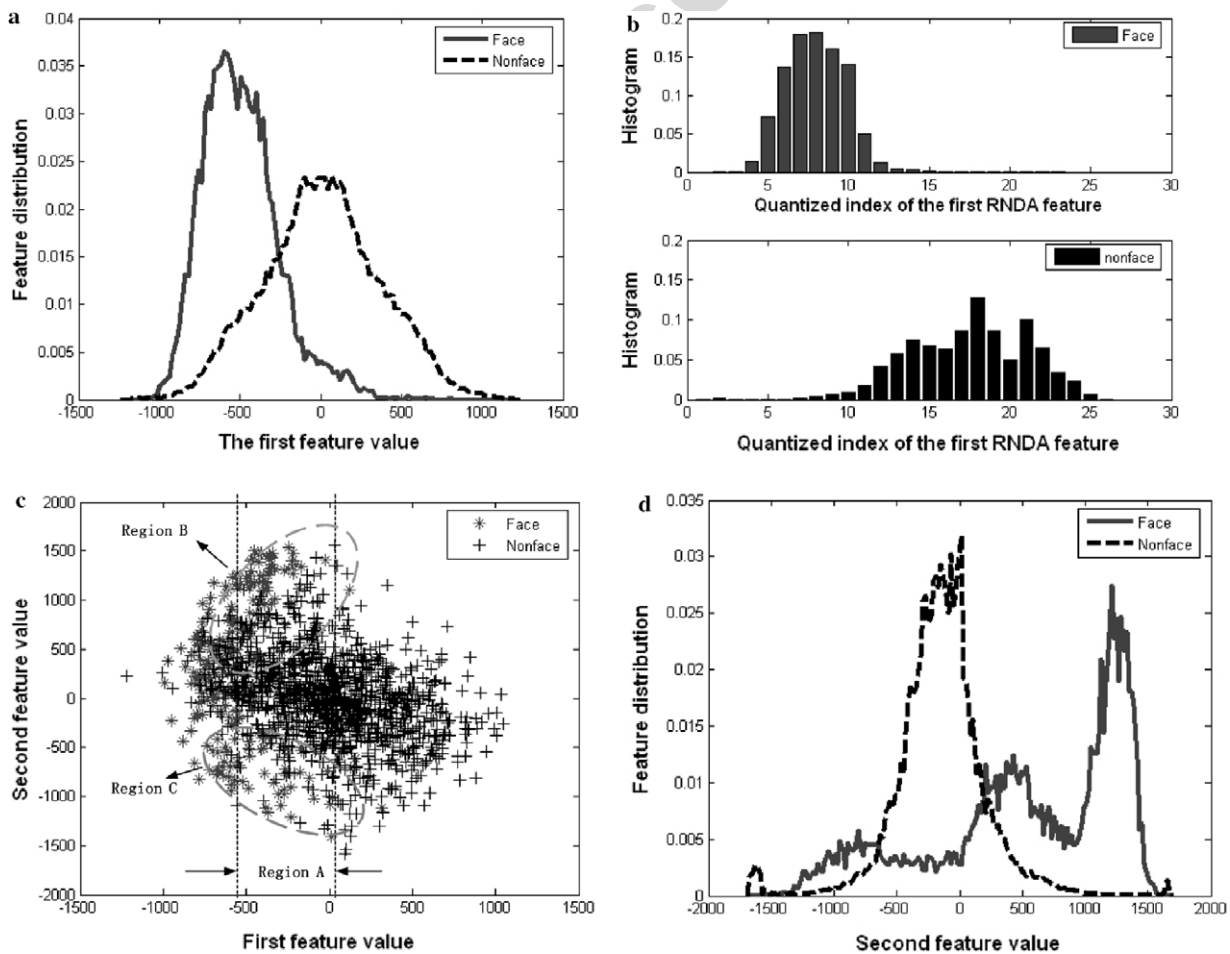 a
0.04
0.035
0.03
0.025
0.02
0.015
0.01
0.005
0
-1500
-1000
-500
0
500
1000
1500
Feature distribution
The first feature value
Face
Nonface
b
0.2
0.15
0.1
0.05
0
0
5
10
15
20
25
30
Histogram
Quantized index of the first RNDA feature
Face
0.2
0.15
0.1
0.05
0
0
5
10
15
20
25
30
Histogram
Quantized index of the first RNDA feature
nonface
c
2000
1500
1000
500
0
-500
-1000
-1500
-2000
-1500
-1000
-500
0
500
1000
1500
Second feature value
First feature value
Region B
Region C
Region A
Face
Nonface
d
0.035
0.03
0.025
0.02
0.015
0.01
0.005
0
-2000
-1500
-1000
-500
0
500
1000
1500
2000
Feature distribution
Second feature value
Face
Nonface